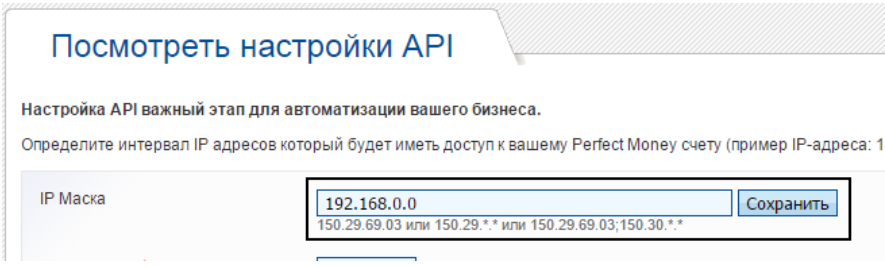 Посмотреть настройки API
Настройка API важный этап для автоматизации вашего бизнеса.
Определите интервал IP адресов который будет иметь доступ к вашему Perfect Money счету (пример IP-адреса: 1
IP Маска
192.168.0.0
Сохранить
150.29.69.03 или 150.29.*.* или 150.29.69.03;150.30.*.*